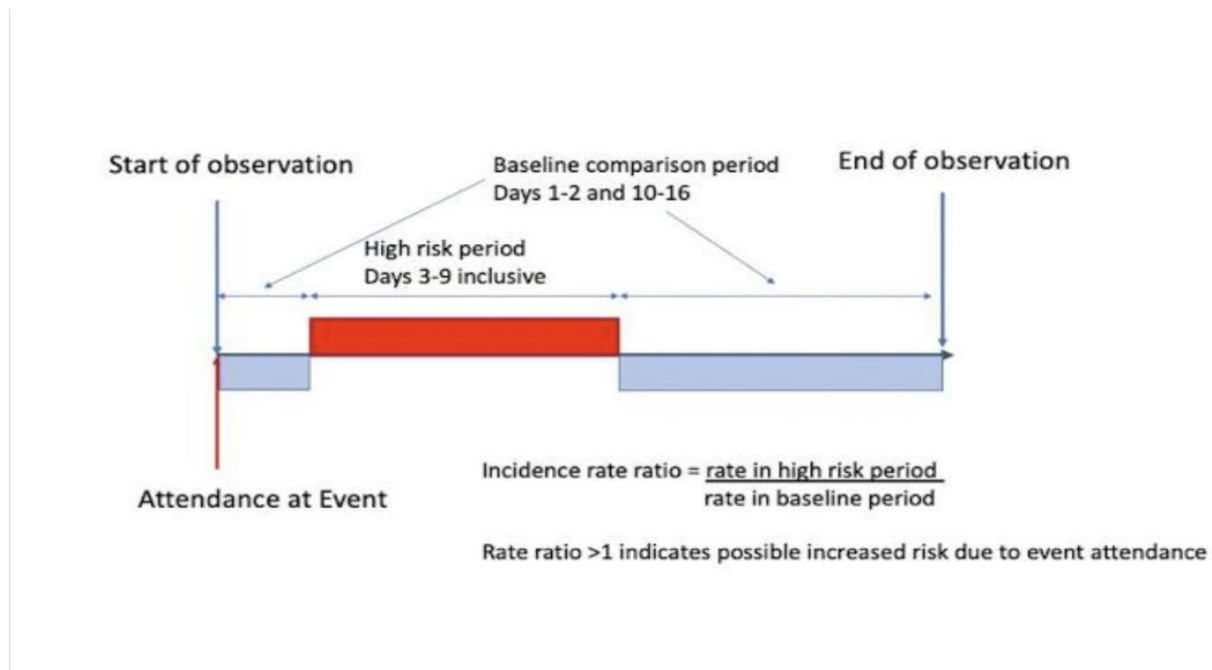 Start of observation
Baseline comparison period
Days 1-2 and 10-16
End of observation
High risk period
Days 3-9 inclusive
Attendance at Event
Incidence rate ratio = rate in high risk period
rate in baseline period
Rate ratio >1 indicates possible increased risk due to event attendance